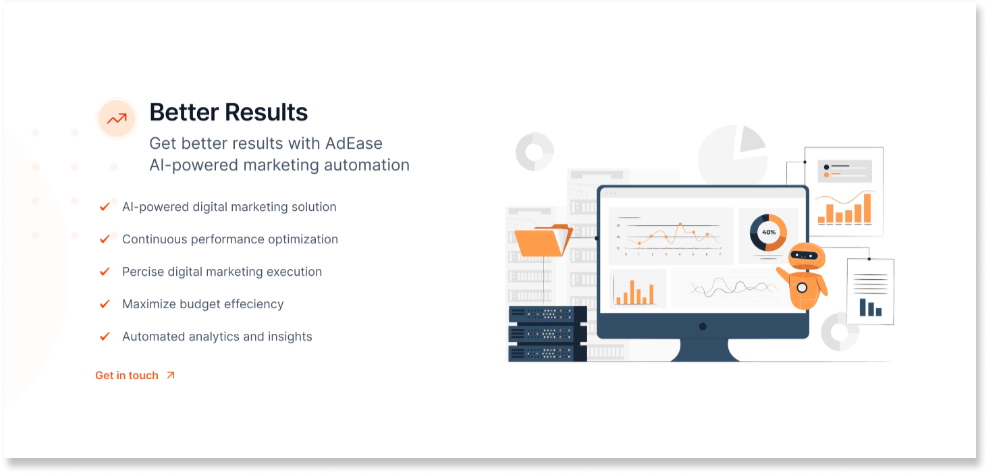 Better Results
Get better results with AdEase
AI-powered marketing automation
AI-powered digital marketing solution
Continuous performance optimization
Percise digital marketing execution
Maximize budget effeciency
Automated analytics and insights
Get in touch
40%